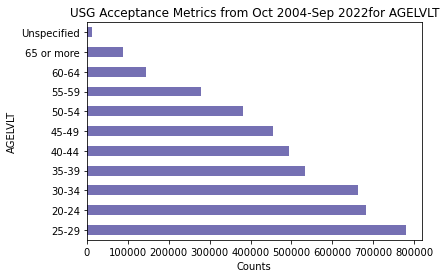 USG Acceptance Metrics from Oct 2004-Sep 2022for AGELVLT
AGELVLT
Unspecified
65 or more
60-64
55-59
50-54
45-49
40-44
35-39
30-34
20-24
25-29
0 100000 200000 300000 400000 500000 600000 700000 800000
Counts